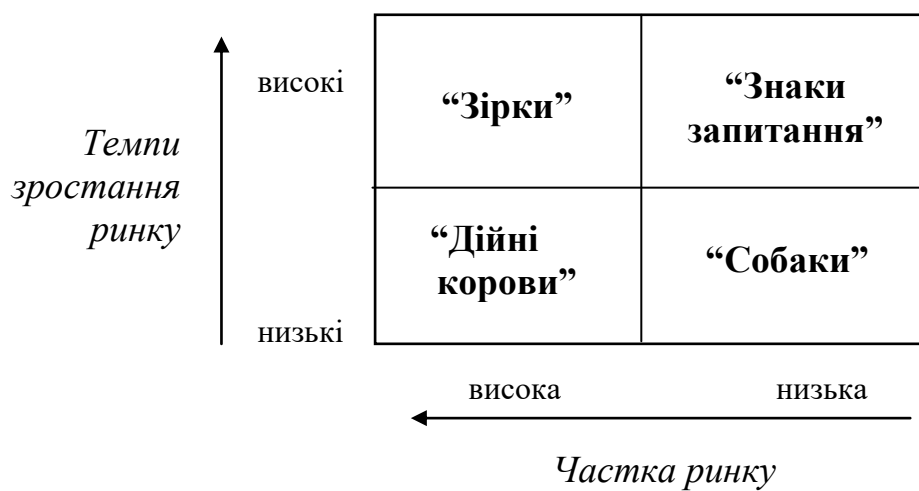 високі
“Зірки”
“Знаки
запитання”
Темпи
зростання
ринку
“Дійні
корови”
“Собаки”
низькі
висока
низька
Частка ринку